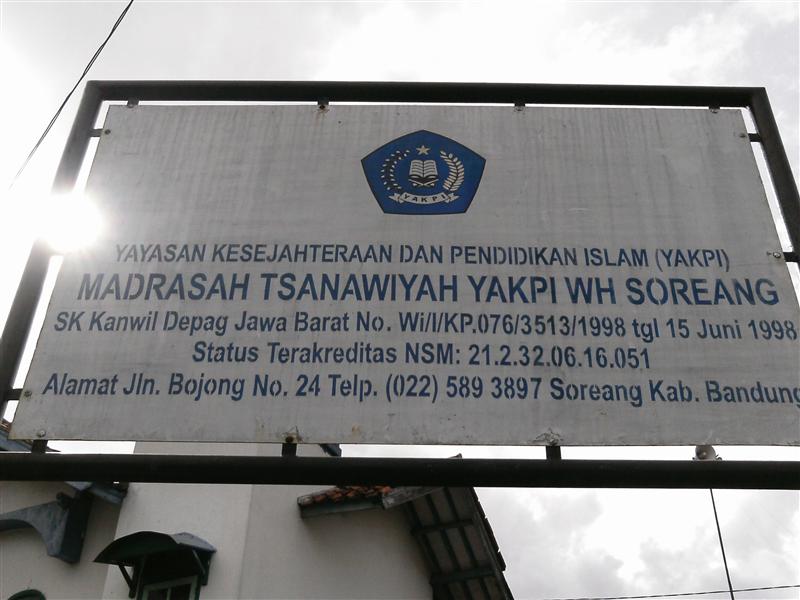 YAKPI
YAYASAN KESEJAHTERAAN DAN PENDIDIKAN ISLAM (YAKPI)
MADRASAH TSANAWIYAH YAKPI WH SOREANG
SK Kanwil Depag Jawa Barat No. Wi/I/KP.076/3513/1998 tgl 15 Juni 1998
Status Terakreditas NSM: 21.2.32.06.16.051
Alamat Jln. Bojong No. 24 Telp. (022) 589 3897 Soreang Kab. Bandung